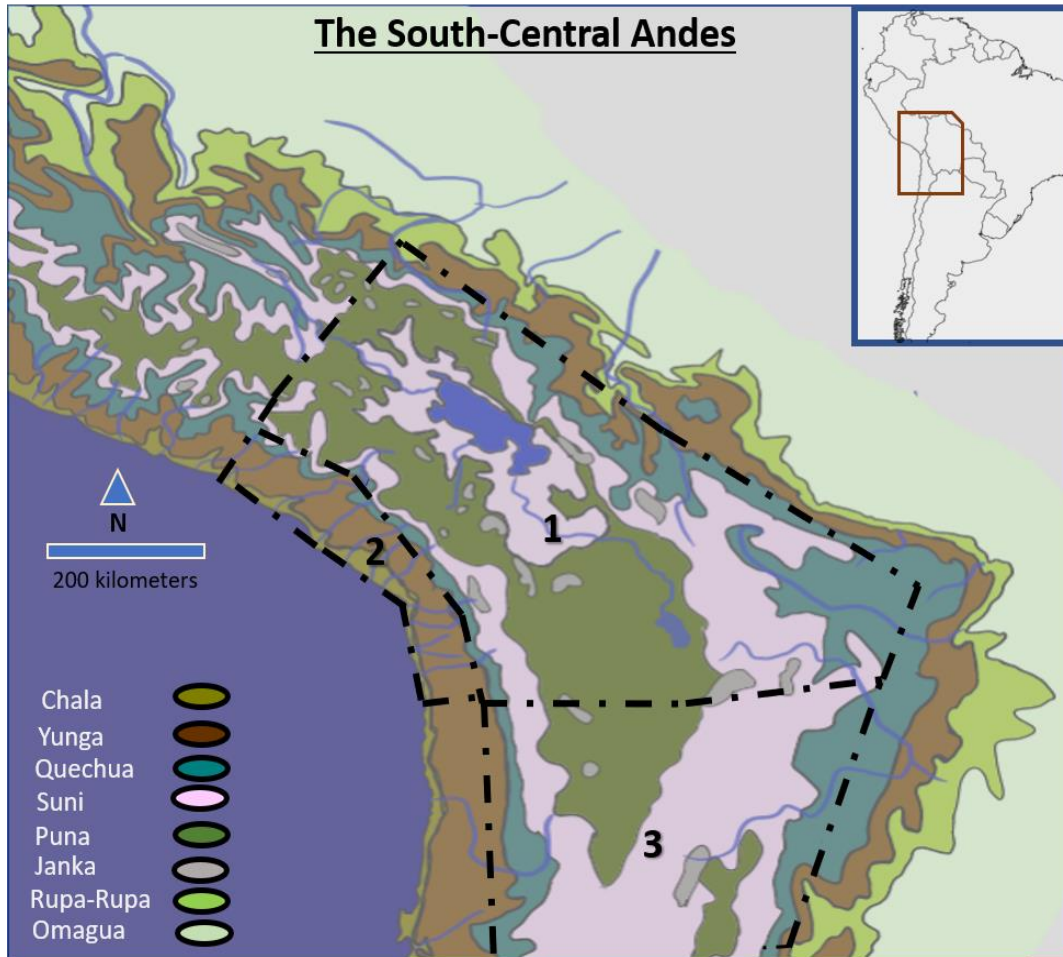 The South-Central Andes
1
N
2
200 kilometers
Chala
Yunga
Quechua
Suni
Puna
3
Janka
Rupa-Rupa
Omagua